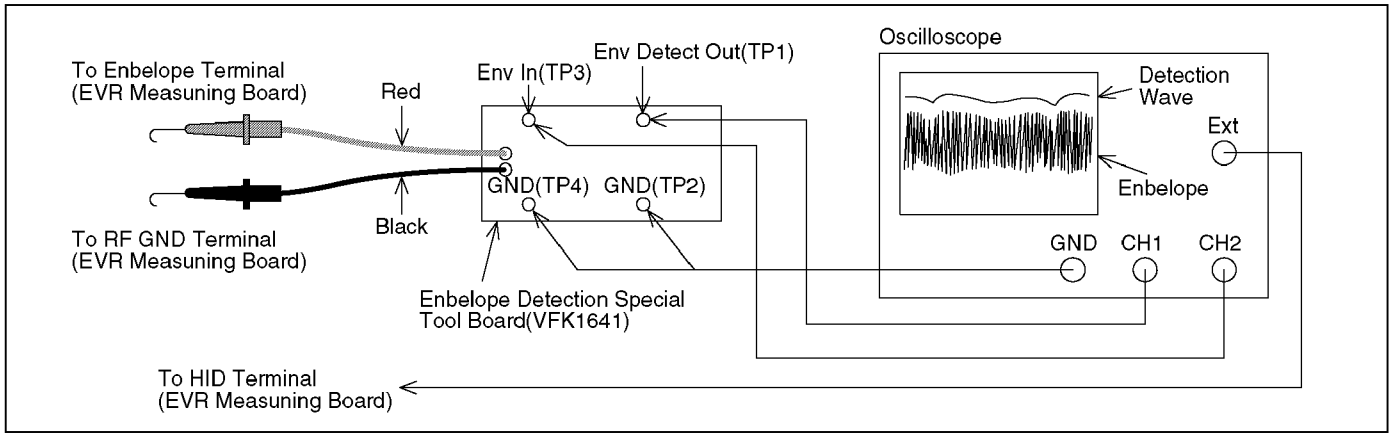 To Enbelope Terminal
(EVR Measuning Board)
Red
Env In(TP3)
Env Detect Out(TP1)
Oscilloscope
Detection
Wave
Ext
Enbelope
GND(TP4)
GND(TP2)
Black
To RF GND Terminal
(EVR Measuning Board)
GND
CH1
CH2
Enbelope Detection Special
Tool Board(VFK1641)
To HID Terminal
(EVR Measuning Board)